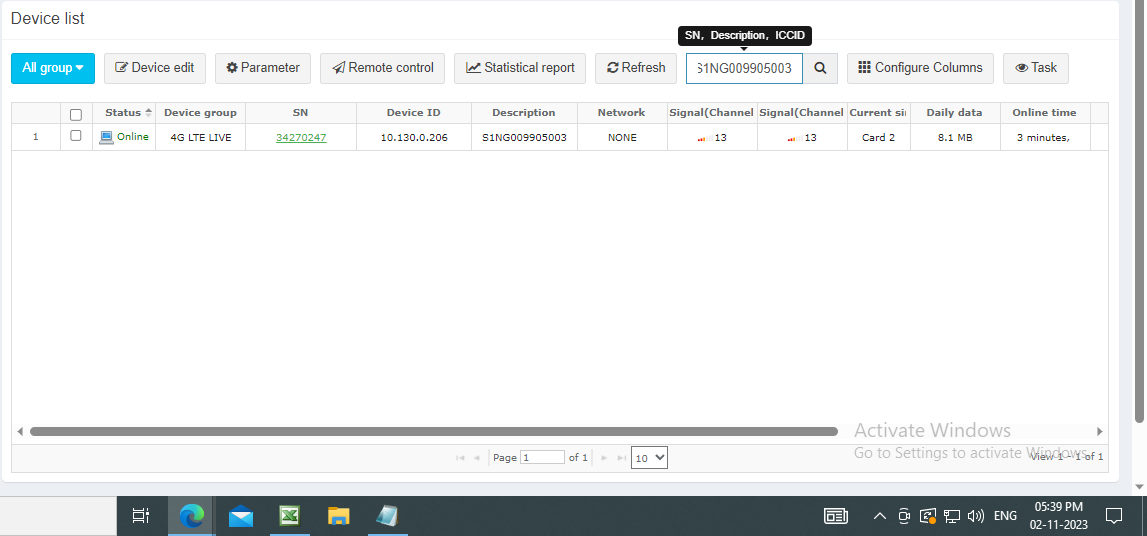 Device list
SN, Description, ICCID
All group
Device edit
Parameter
Remote control
Statistical report
Refresh
S1NG009905003
Configure Columns
Task
Status Device group SN Device ID Description Network Signal(Channel Signal(Channel Current si Daily data Online time
1 Online 4G LTE LIVE 34270247 10.130.0.206 S1NG009905003 NONE 13 13 Card 2 8.1 MB 3 minutes,
Activate Windows
Go to Settings to activate Windows.
Page 1 of 1 10 View 1 - 1 of 1
ENG
05:39 PM
02-11-2023